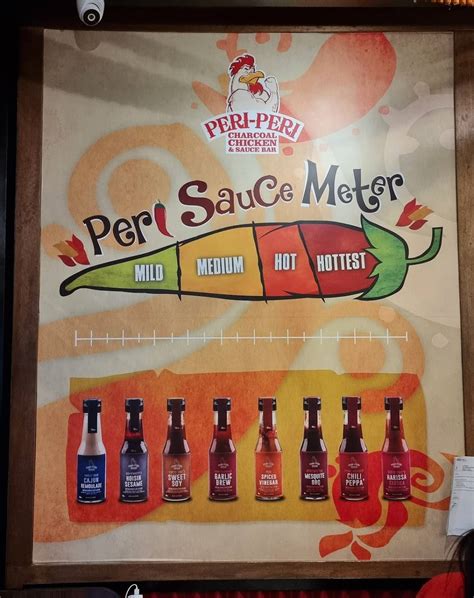 PERI-PERI
CHARCOAL
CHICKEN
& SAUCE BAR
Peri Sauce Meter
MILD MEDIUM HOT HOTTEST
CAJUN
REMOULADE
HOISIN
SESAME
SWEET
SOY
GARLIC
BREW
SPICED
VINEGAR
MESQUITE
BBQ
CHILI
PEPPA'
HARISSA